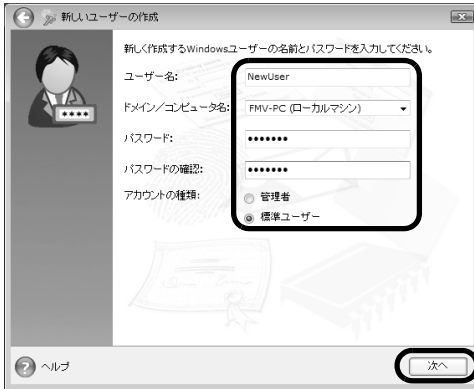 新しいユーザーの作成
新しく作成するWindowsユーザーの名前とパスワードを入力してください。
ユーザー名: NewUser
ドメイン／コンピュータ名: FMV-PC (ローカルマシン)
パスワード: •••••••
パスワードの確認: •••••••
アカウントの種類: 管理者
標準ユーザー
****
ヘルプ
次へ